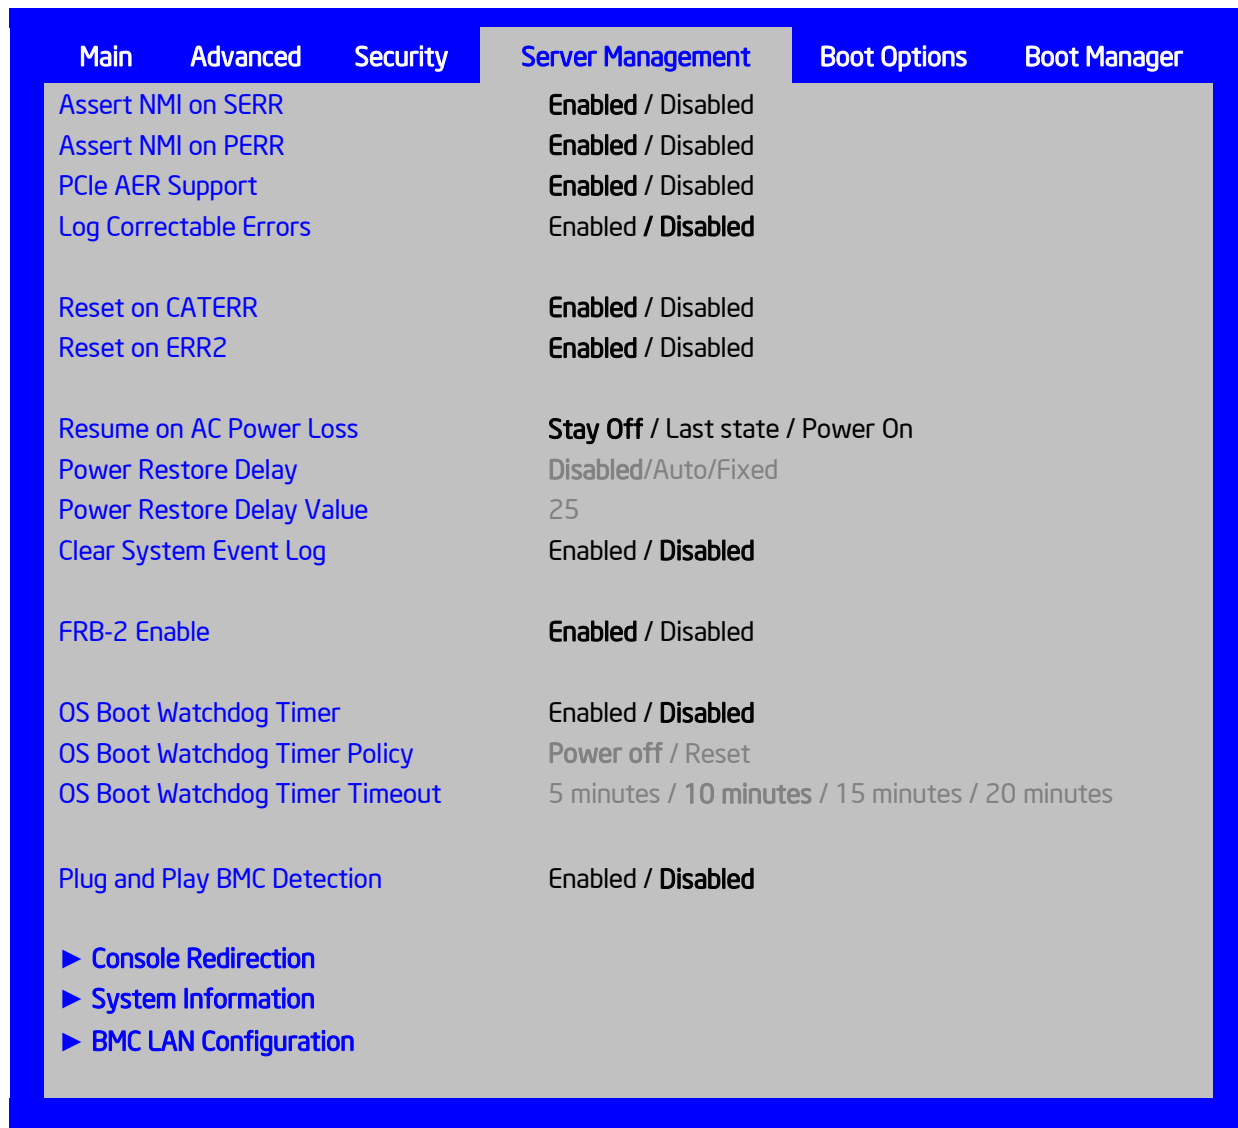 Main Advanced Security Server Management Boot Options Boot Manager
Assert NMI on SERR Enabled / Disabled
Assert NMI on PERR Enabled / Disabled
PCIe AER Support Enabled / Disabled
Log Correctable Errors Enabled / Disabled
Reset on CATERR Enabled / Disabled
Reset on ERR2 Enabled / Disabled
Resume on AC Power Loss Stay Off / Last state / Power On
Power Restore Delay Disabled/Auto/Fixed
Power Restore Delay Value 25
Clear System Event Log Enabled / Disabled
FRB-2 Enable Enabled / Disabled
OS Boot Watchdog Timer Enabled / Disabled
OS Boot Watchdog Timer Policy Power off / Reset
OS Boot Watchdog Timer Timeout 5 minutes / 10 minutes / 15 minutes / 20 minutes
Plug and Play BMC Detection Enabled / Disabled
► Console Redirection
► System Information
► BMC LAN Configuration